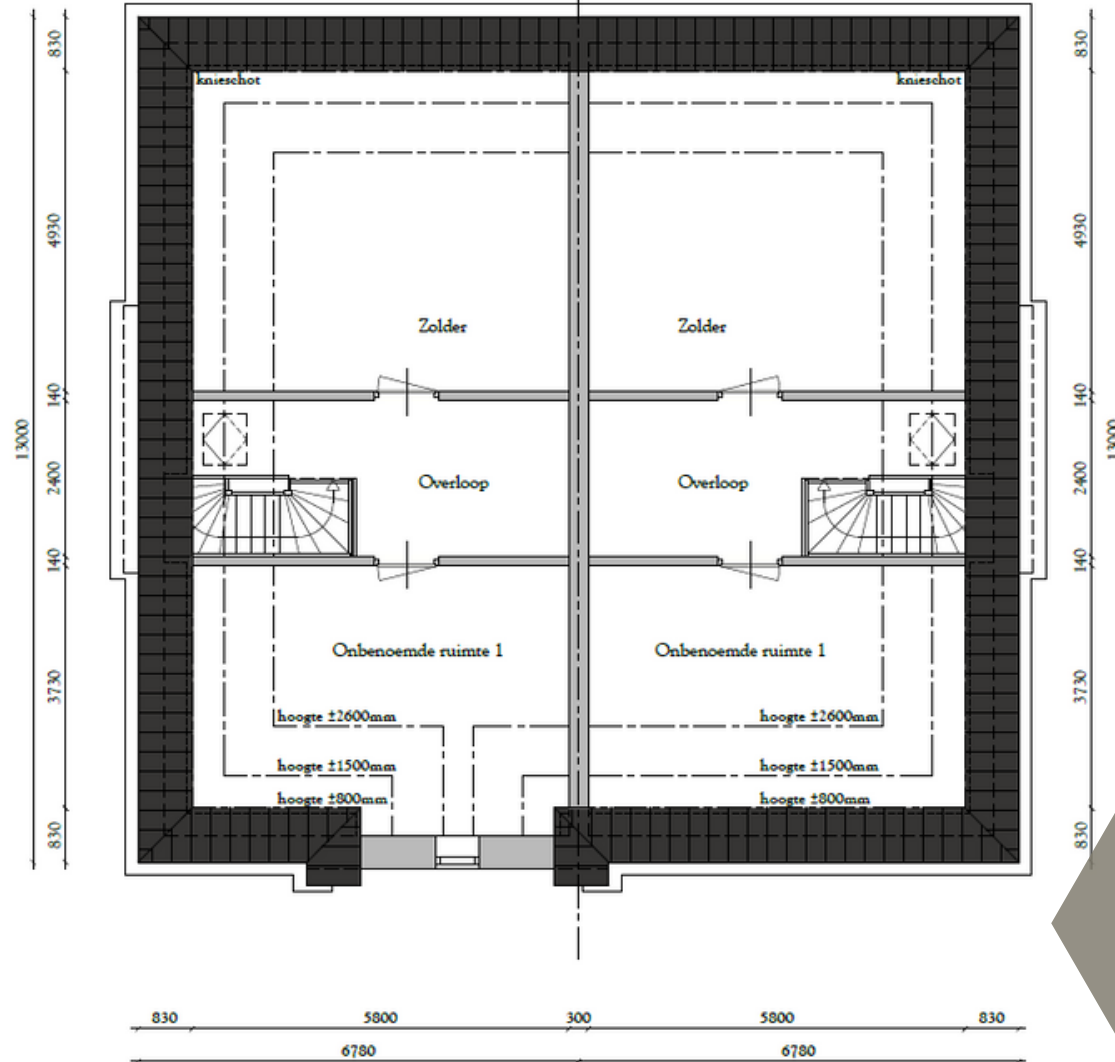 knieschot
knieschot
830
4930
140
2400
140
3730
830
13000
830
4930
140
2400
140
3730
830
13000
Zolder
Zolder
Overloop
Overloop
Onbenoemde ruimte 1
Onbenoemde ruimte 1
hoogte ±2600mm
hoogte ±2600mm
hoogte ±1500mm
hoogte ±1500mm
hoogte ±800mm
hoogte ±800mm
830
5800
300
5800
830
6780
6780